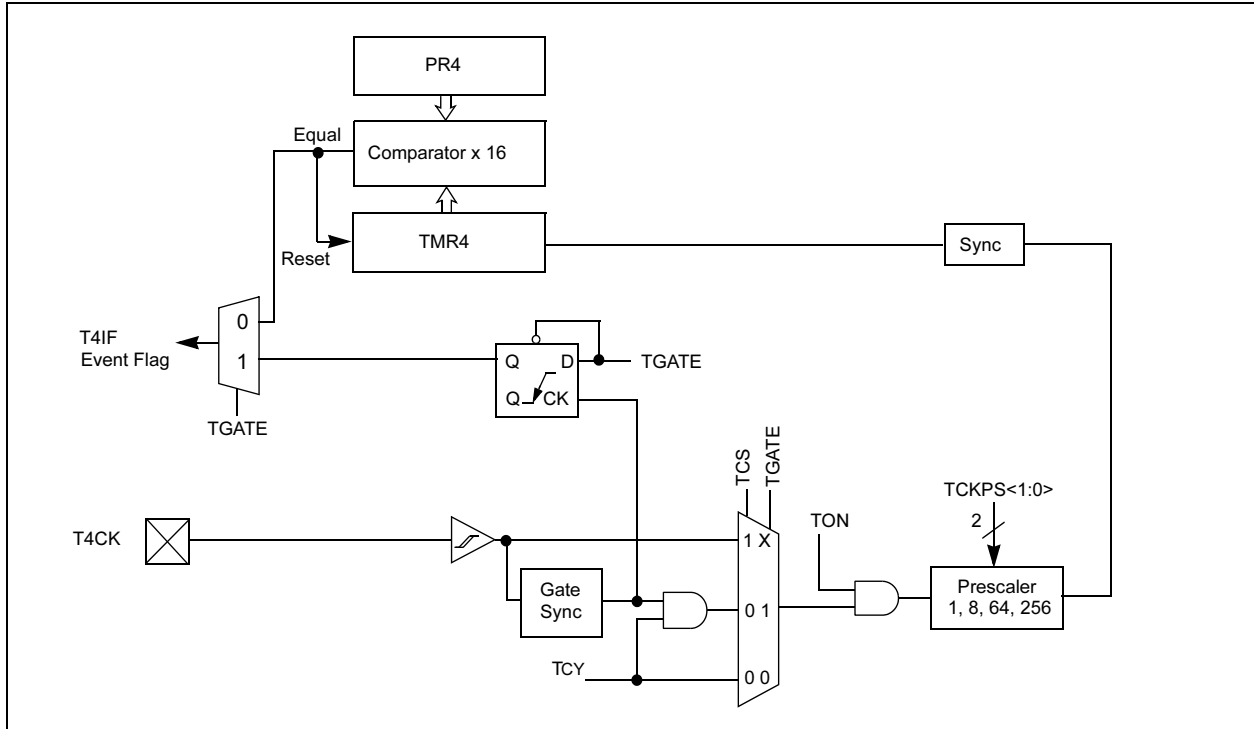 PR4
Equal
Comparator x 16
TMR4
Reset
Sync
0
T4IF
Event Flag
1
Q
D
TGATE
Q
CK
TGATE
TCS
TGATE
TCKPS<1:0>
2
TON
T4CK
1 X
Gate
Sync
0 1
Prescaler
1, 8, 64, 256
TCY
0 0